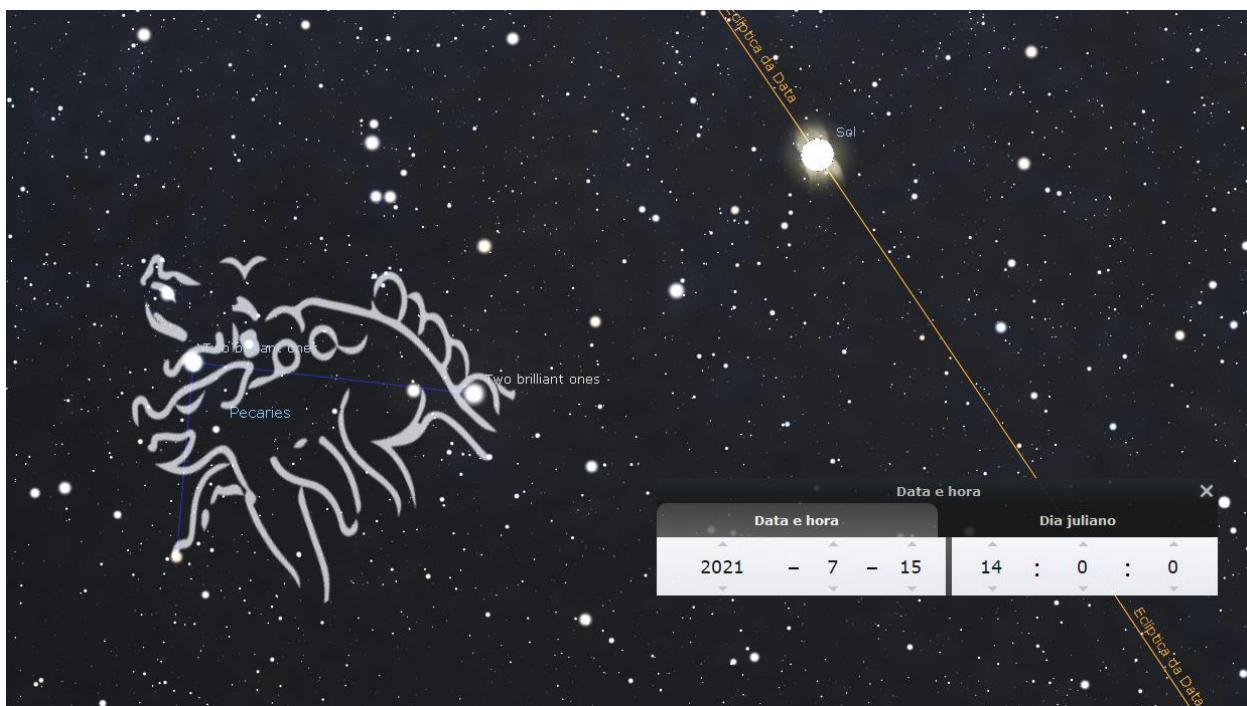 Eclíptica da Data
Sol
Two brilliant ones
Two brilliant ones
Pecaries
Data e hora
Data e hora
Dia juliano
2021 - 7 - 15
14 : 0 : 0
Eclíptica da Data